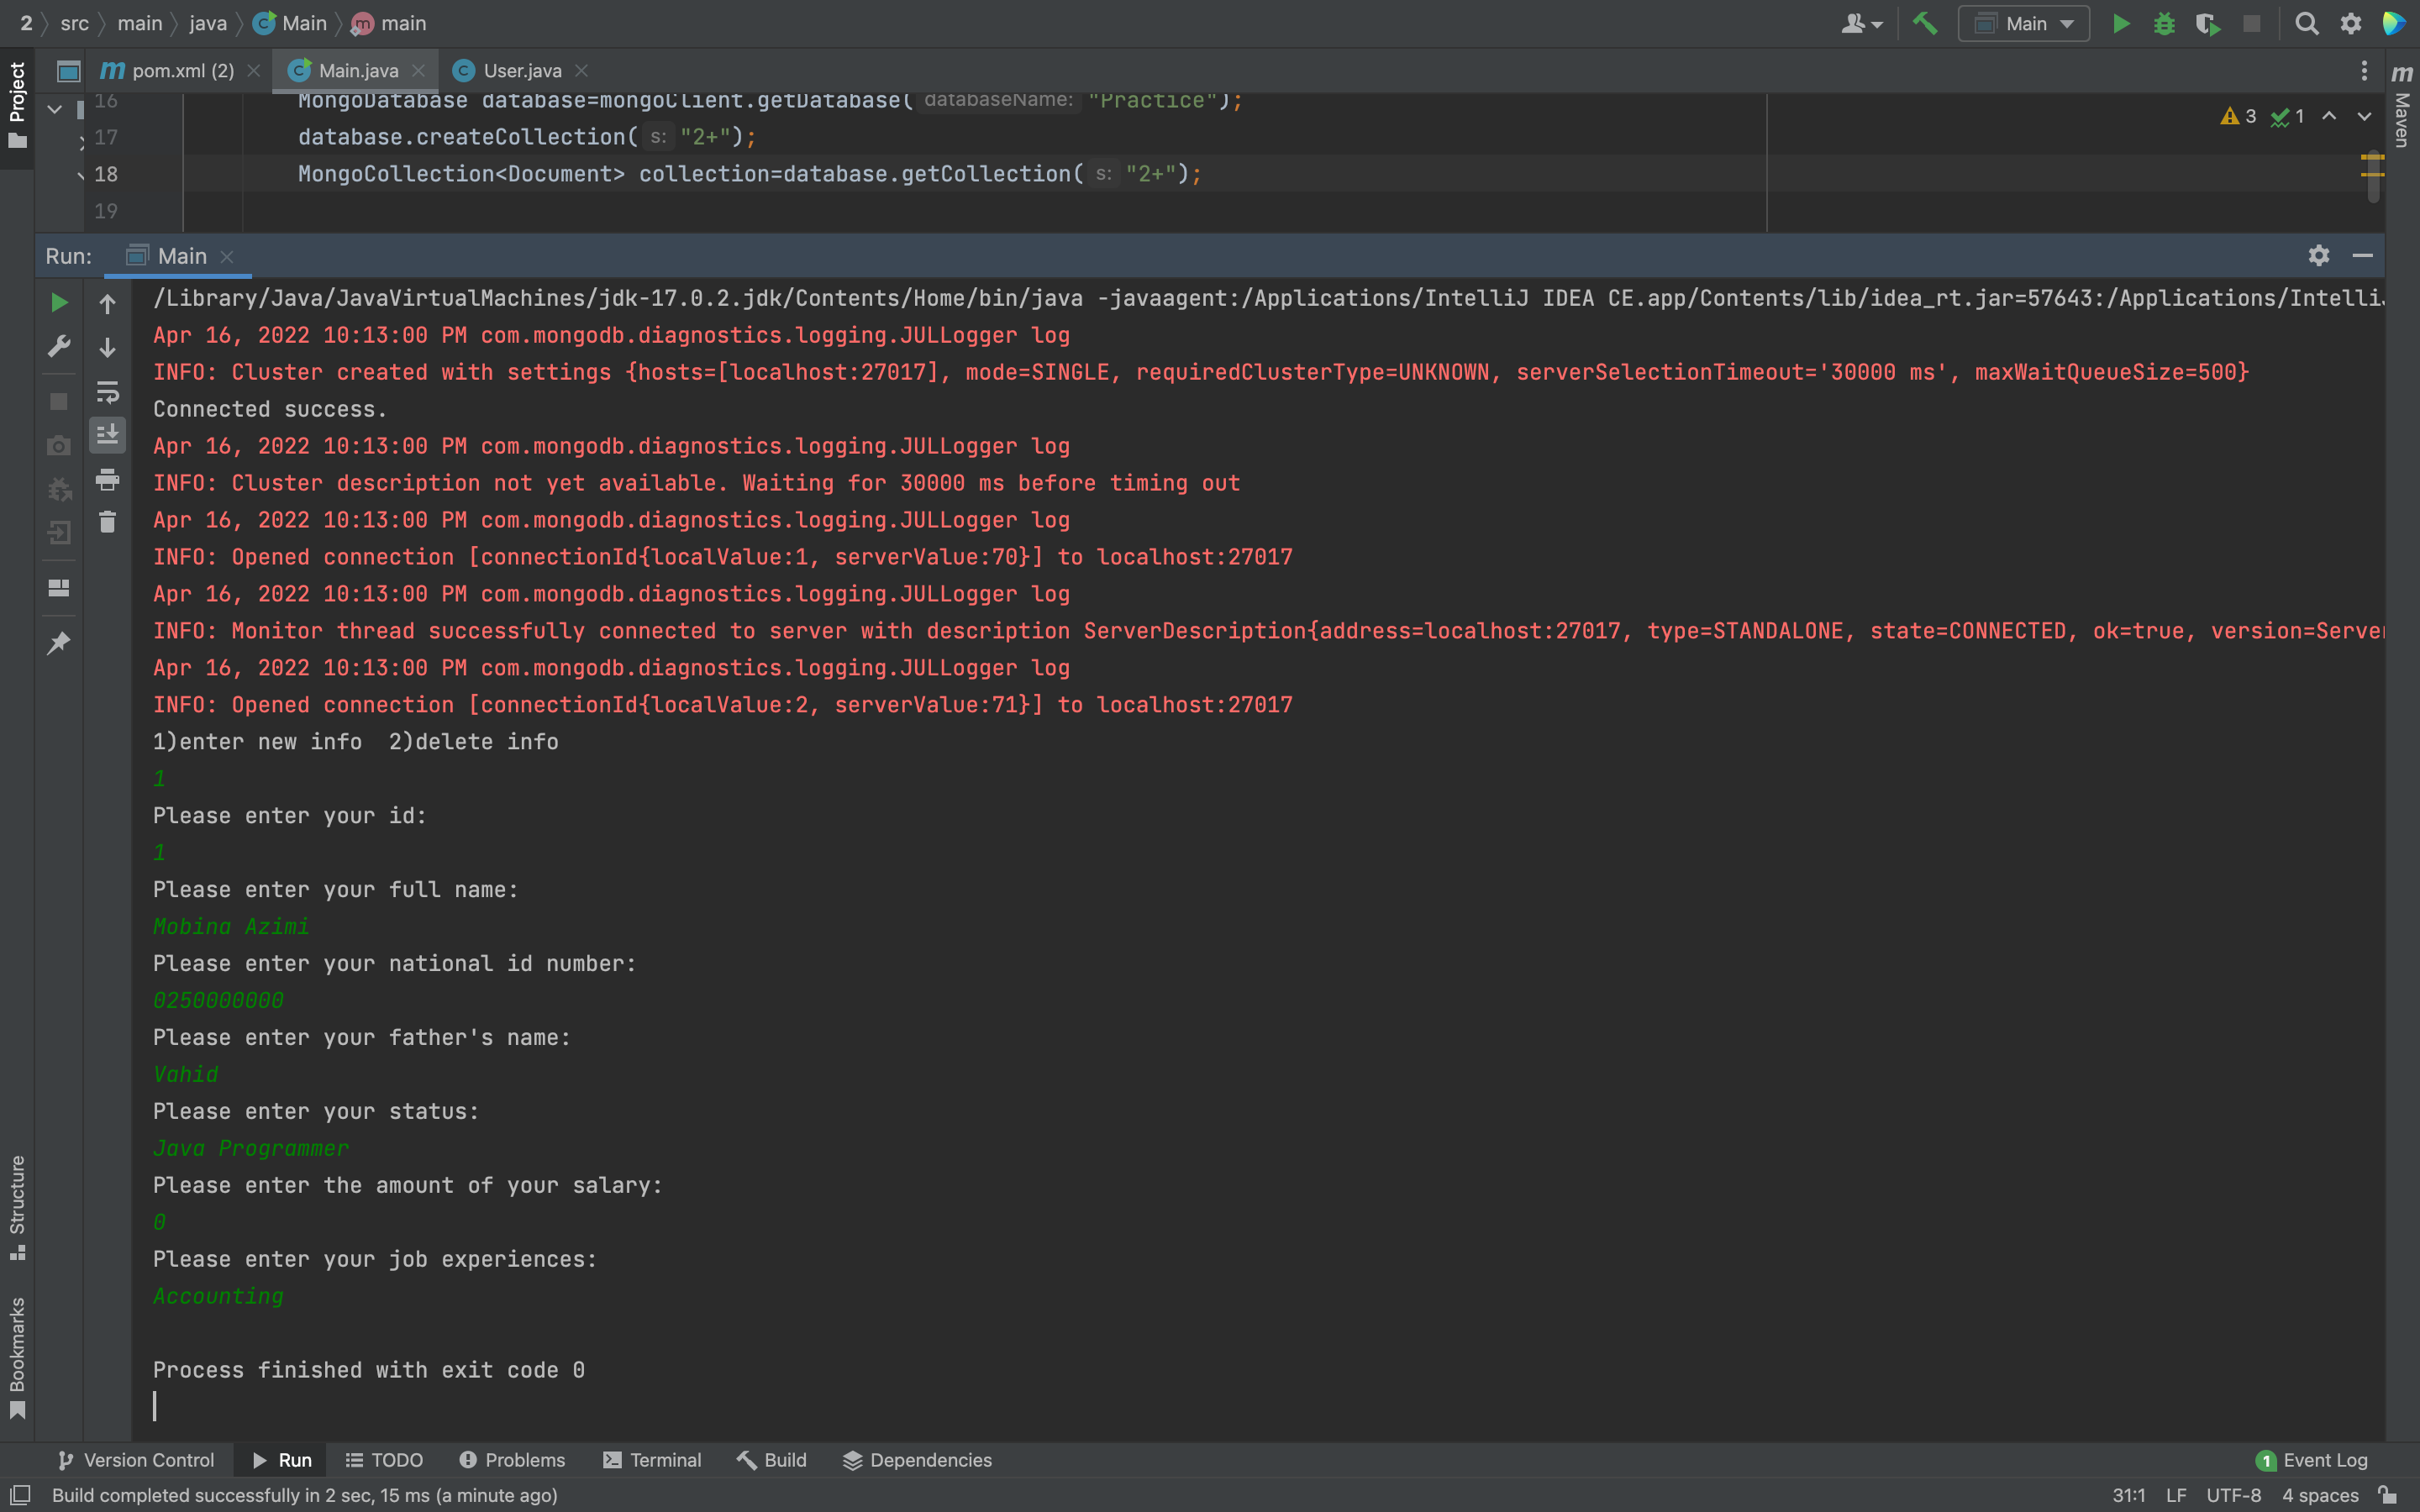 2 src main java Main main
Main
pom.xml (2) Main.java User.java
Project
Maven
16 MongoDatabase database=mongoClient.getDatabase( databaseName: "Practice");
3 1
17 database.createCollection( s: "2+");
18 MongoCollection<Document> collection=database.getCollection( s: "2+");
19
Run: Main
/Library/Java/JavaVirtualMachines/jdk-17.0.2.jdk/Contents/Home/bin/java -javaagent:/Applications/IntelliJ IDEA CE.app/Contents/lib/idea_rt.jar=57643:/Applications/IntelliJ
Apr 16, 2022 10:13:00 PM com.mongodb.diagnostics.logging.JULLogger log
INFO: Cluster created with settings {hosts=[localhost:27017], mode=SINGLE, requiredClusterType=UNKNOWN, serverSelectionTimeout='30000 ms', maxWaitQueueSize=500}
Connected success.
Apr 16, 2022 10:13:00 PM com.mongodb.diagnostics.logging.JULLogger log
INFO: Cluster description not yet available. Waiting for 30000 ms before timing out
Apr 16, 2022 10:13:00 PM com.mongodb.diagnostics.logging.JULLogger log
INFO: Opened connection [connectionId{localValue:1, serverValue:70}] to localhost:27017
Apr 16, 2022 10:13:00 PM com.mongodb.diagnostics.logging.JULLogger log
INFO: Monitor thread successfully connected to server with description ServerDescription{address=localhost:27017, type=STANDALONE, state=CONNECTED, ok=true, version=Server
Apr 16, 2022 10:13:00 PM com.mongodb.diagnostics.logging.JULLogger log
INFO: Opened connection [connectionId{localValue:2, serverValue:71}] to localhost:27017
1)enter new info  2)delete info
1
Please enter your id:
1
Please enter your full name:
Mobina Azimi
Please enter your national id number:
0250000000
Please enter your father's name:
Vahid
Please enter your status:
Java Programmer
Please enter the amount of your salary:
0
Please enter your job experiences:
Accounting
Process finished with exit code 0
Structure
Bookmarks
Version Control Run TODO Problems Terminal Build Dependencies 1 Event Log
Build completed successfully in 2 sec, 15 ms (a minute ago) 31:1 LF UTF-8 4 spaces